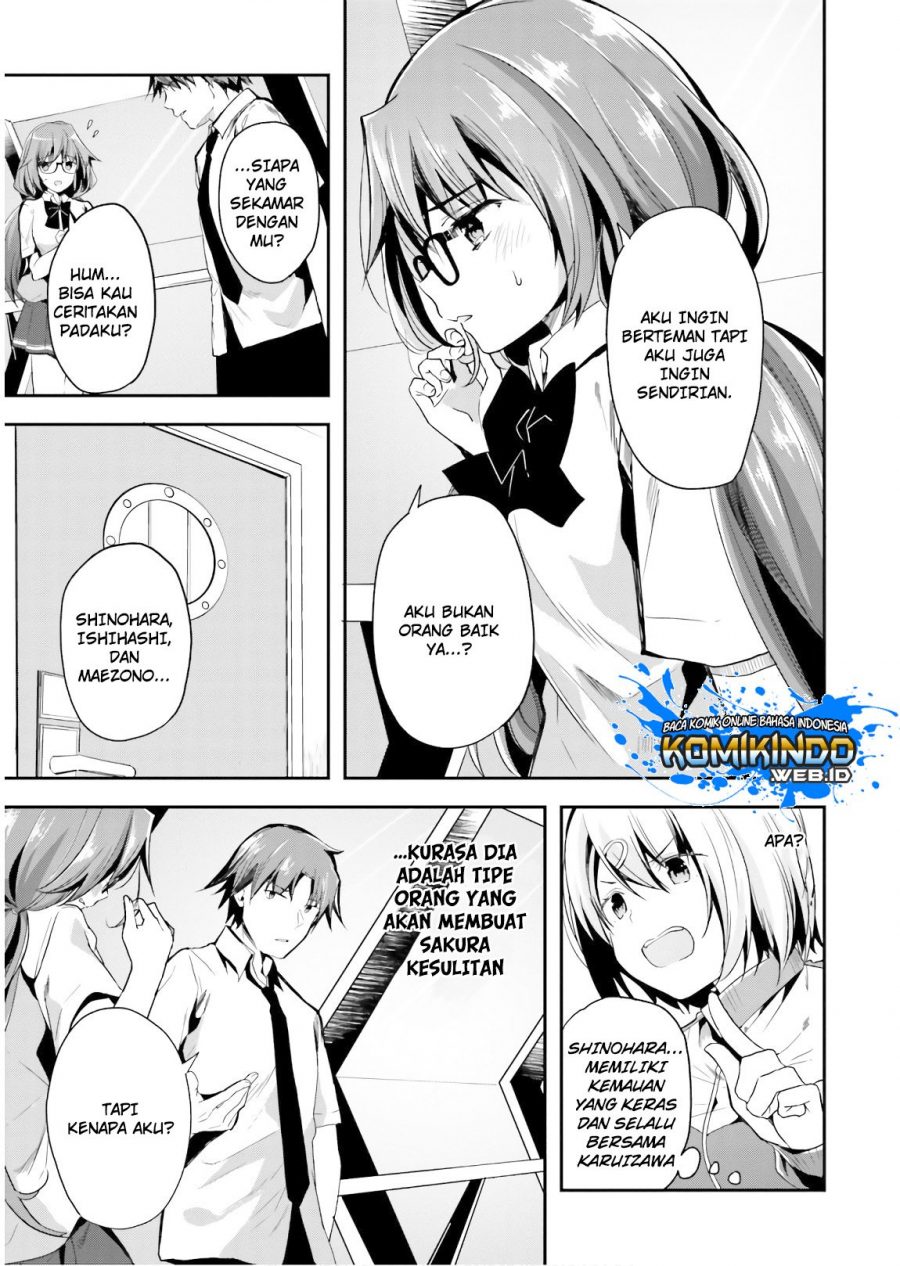 AKU INGIN
BERTEMAN TAPI
AKU JUGA
INGIN
SENDIRIAN.
AKU BUKAN
ORANG BAIK
YA...?
...SIAPA
YANG
SEKAMAR
DENGAN
MU?
HUM...
BISA KAU
CERITAKAN
PADAKU?
SHINOHARA,
ISHIHASHI,
DAN
MAEZONO...
BACA KOMIK ONLINE BAHASA INDONESIA
KOMIKINDO
.WEB.ID
APA?
SHINOHARA...
MEMILIKI
KEMAUAN
YANG KERAS
DAN SELALU
BERSAMA
KARUIZAWA
...KURASA DIA
ADALAH TIPE
ORANG YANG
AKAN MEMBUAT
SAKURA
KESULITAN
TAPI
KENAPA AKU?